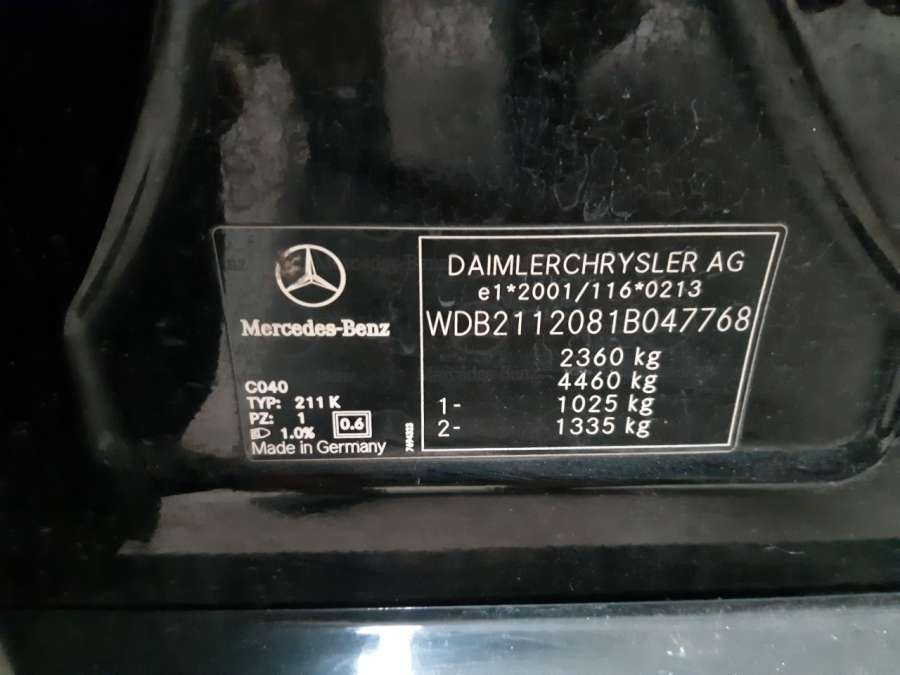 Mercedes-Benz
C040
TYP: 211 K
PZ: 1
0.6
1.0%
Made in Germany
DAIMLERCHRYSLER AG
e1*2001/116*0213
WDB2112081B047768
2360 kg
4460 kg
1- 1025 kg
2- 1335 kg